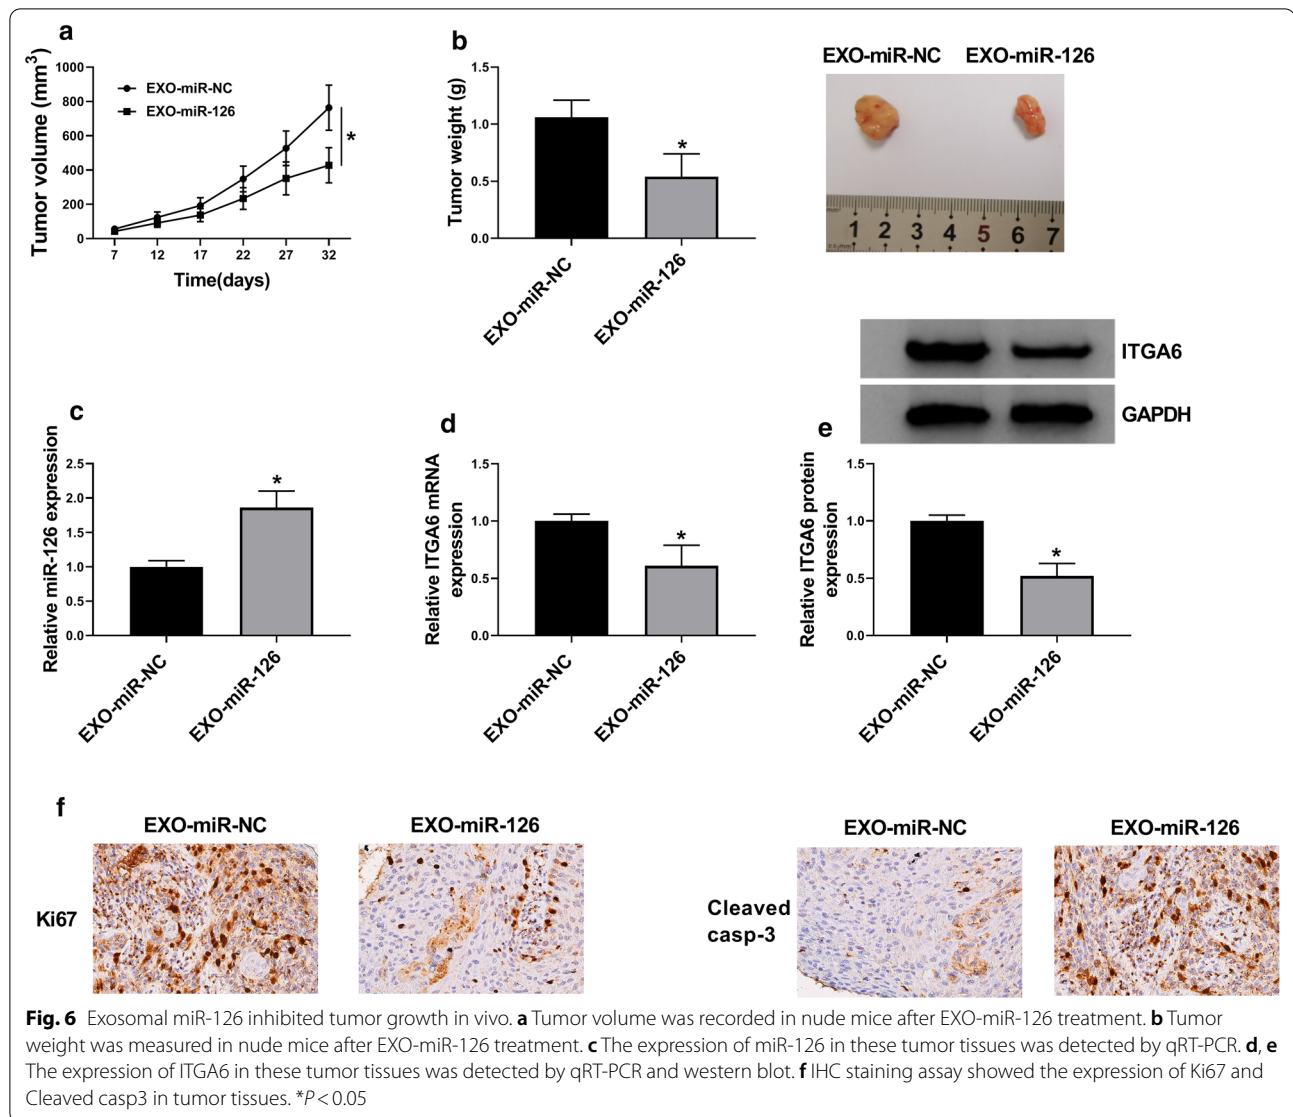 a
Tumor volume (mm³)
1000
800
600
400
200
0
EXO-miR-NC
EXO-miR-126
*
7 12 17 22 27 32
Time(days)
b
Tumor weight (g)
1.5
1.0
0.5
0.0
*
EXO-miR-NC
EXO-miR-126
EXO-miR-NC EXO-miR-126
1 2 3 4 5 6 7
c
Relative miR-126 expression
2.5
2.0
1.5
1.0
0.5
0.0
*
EXO-miR-NC
EXO-miR-126
d
Relative ITGA6 mRNA
expression
1.5
1.0
0.5
0.0
*
EXO-miR-NC
EXO-miR-126
e
ITGA6
GAPDH
Relative ITGA6 protein
expression
1.5
1.0
0.5
0.0
*
EXO-miR-NC
EXO-miR-126
f
EXO-miR-NC EXO-miR-126
Ki67
EXO-miR-NC EXO-miR-126
Cleaved
casp-3
Fig. 6 Exosomal miR-126 inhibited tumor growth in vivo. a Tumor volume was recorded in nude mice after EXO-miR-126 treatment. b Tumor
weight was measured in nude mice after EXO-miR-126 treatment. c The expression of miR-126 in these tumor tissues was detected by qRT-PCR. d, e
The expression of ITGA6 in these tumor tissues was detected by qRT-PCR and western blot. f IHC staining assay showed the expression of Ki67 and
Cleaved casp3 in tumor tissues. *P < 0.05